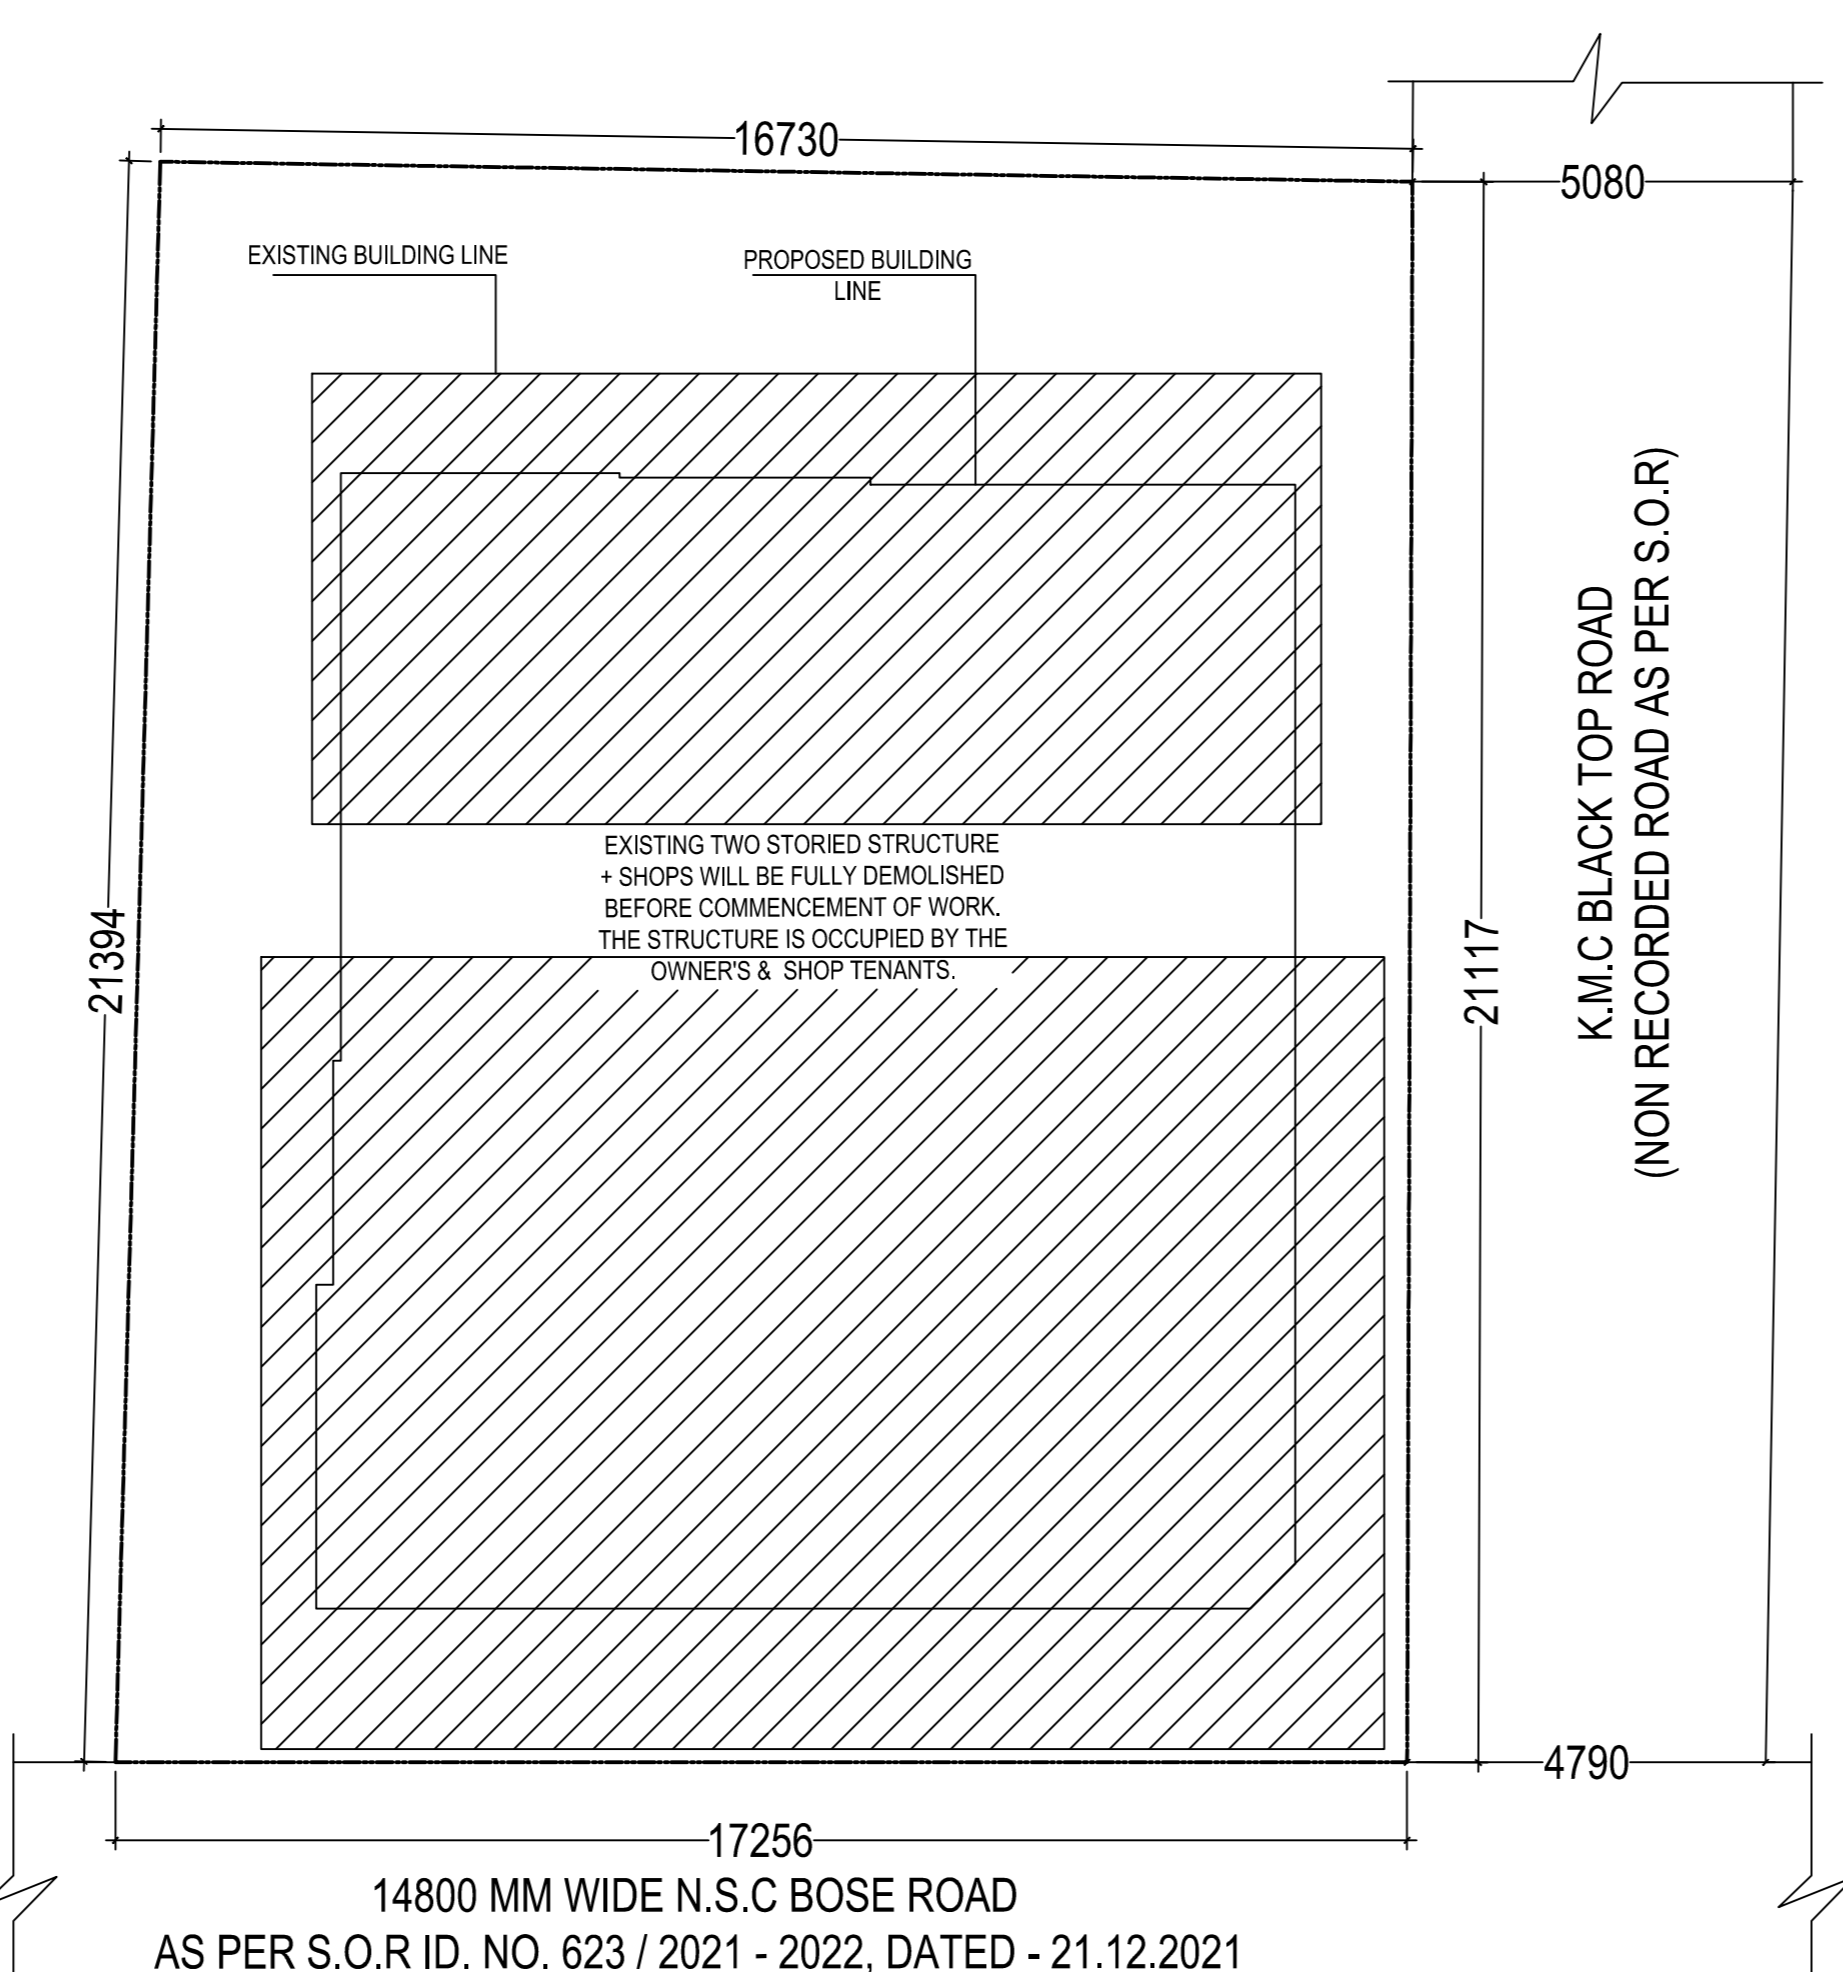 16730
5080
EXISTING BUILDING LINE
PROPOSED BUILDING
LINE
EXISTING TWO STORIED STRUCTURE
+ SHOPS WILL BE FULLY DEMOLISHED
BEFORE COMMENCEMENT OF WORK.
THE STRUCTURE IS OCCUPIED BY THE
OWNER'S & SHOP TENANTS.
21394
21117
K.M.C BLACK TOP ROAD
(NON RECORDED ROAD AS PER S.O.R)
4790
17256
14800 MM WIDE N.S.C BOSE ROAD
AS PER S.O.R ID. NO. 623 / 2021 - 2022, DATED - 21.12.2021